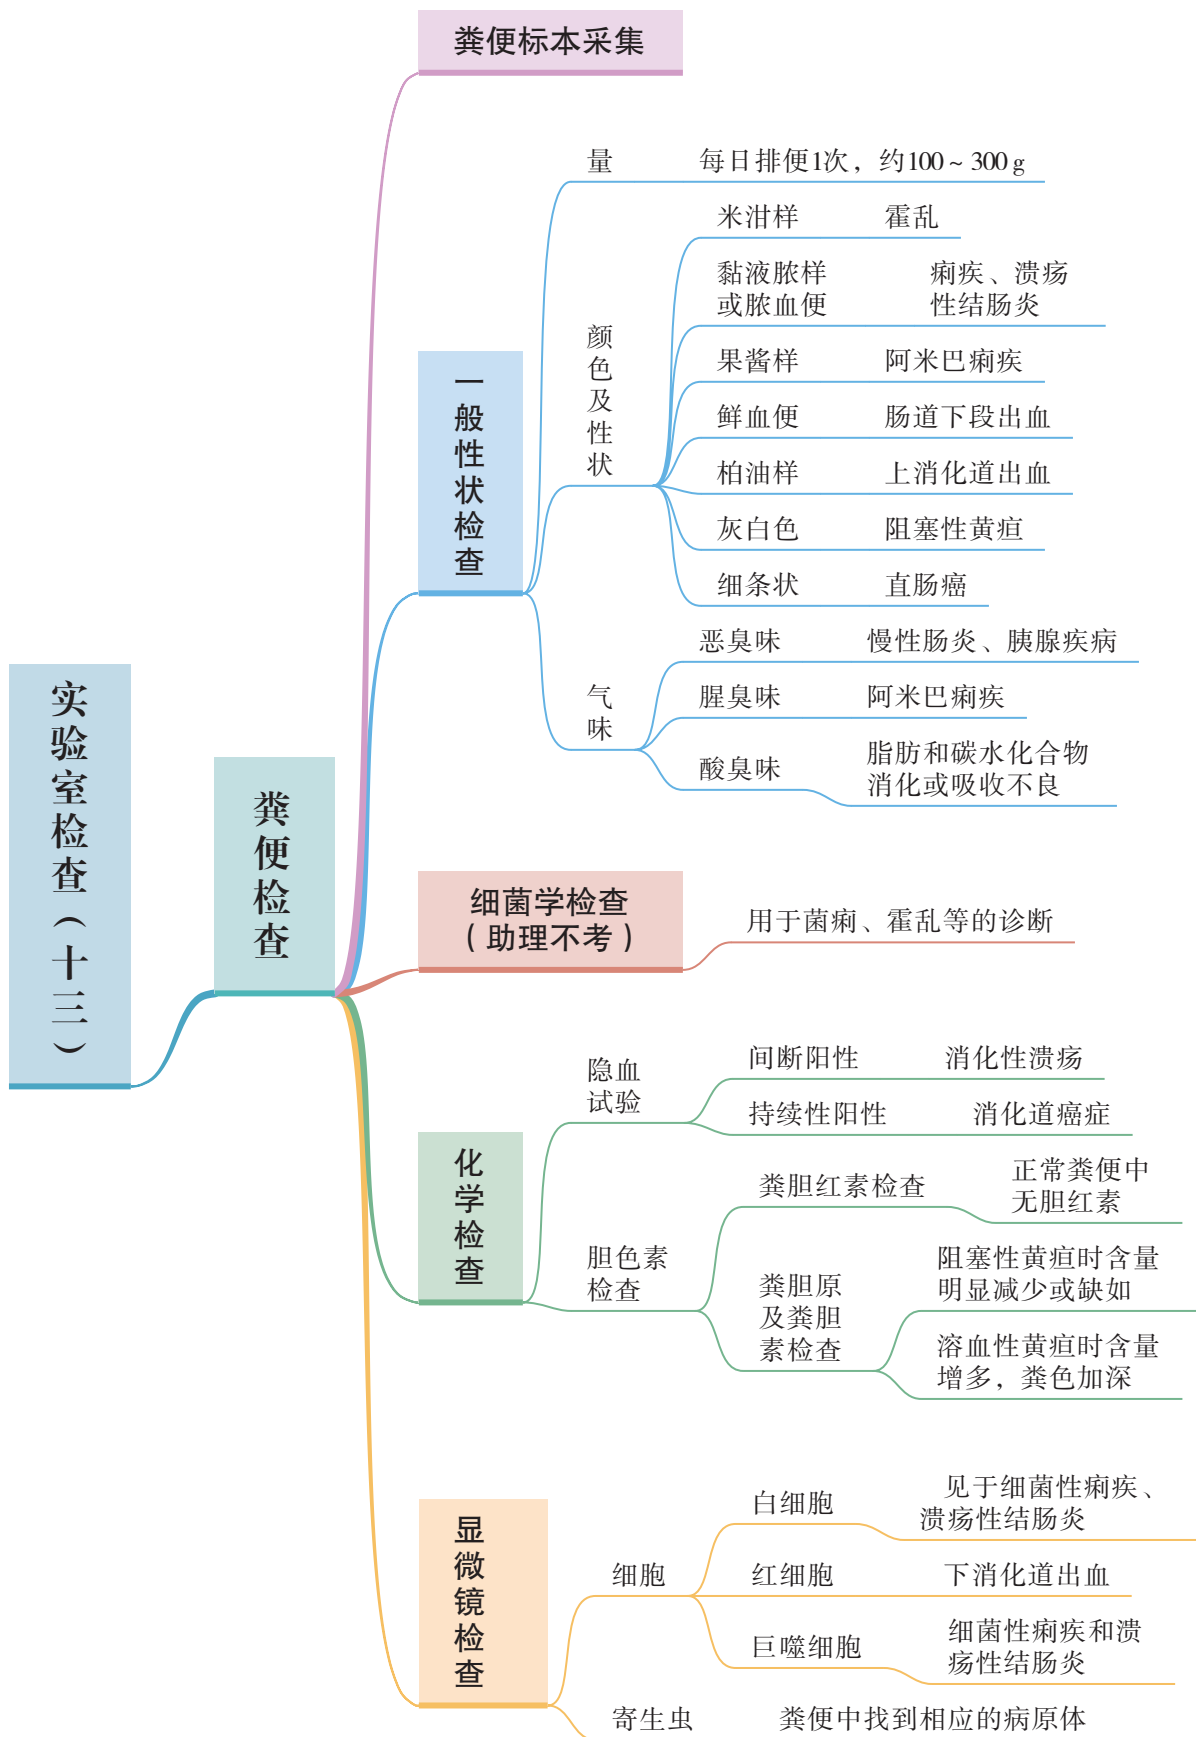 实验室检查（十三）
粪便检查
粪便标本采集
一般性状检查
量
每日排便1次，约100~300 g
颜色及性状
米泔样
霍乱
黏液脓样
或脓血便
痢疾、溃疡
性结肠炎
果酱样
阿米巴痢疾
鲜血便
肠道下段出血
柏油样
上消化道出血
灰白色
阻塞性黄疸
细条状
直肠癌
气味
恶臭味
慢性肠炎、胰腺疾病
腥臭味
阿米巴痢疾
酸臭味
脂肪和碳水化合物
消化或吸收不良
细菌学检查
（助理不考）
用于菌痢、霍乱等的诊断
化学检查
隐血
试验
间断阳性
消化性溃疡
持续性阳性
消化道癌症
胆色素
检查
粪胆红素检查
正常粪便中
无胆红素
粪胆原
及粪胆
素检查
阻塞性黄疸时含量
明显减少或缺如
溶血性黄疸时含量
增多，粪色加深
显微镜检查
细胞
白细胞
见于细菌性痢疾、
溃疡性结肠炎
红细胞
下消化道出血
巨噬细胞
细菌性痢疾和溃
疡性结肠炎
寄生虫
粪便中找到相应的病原体